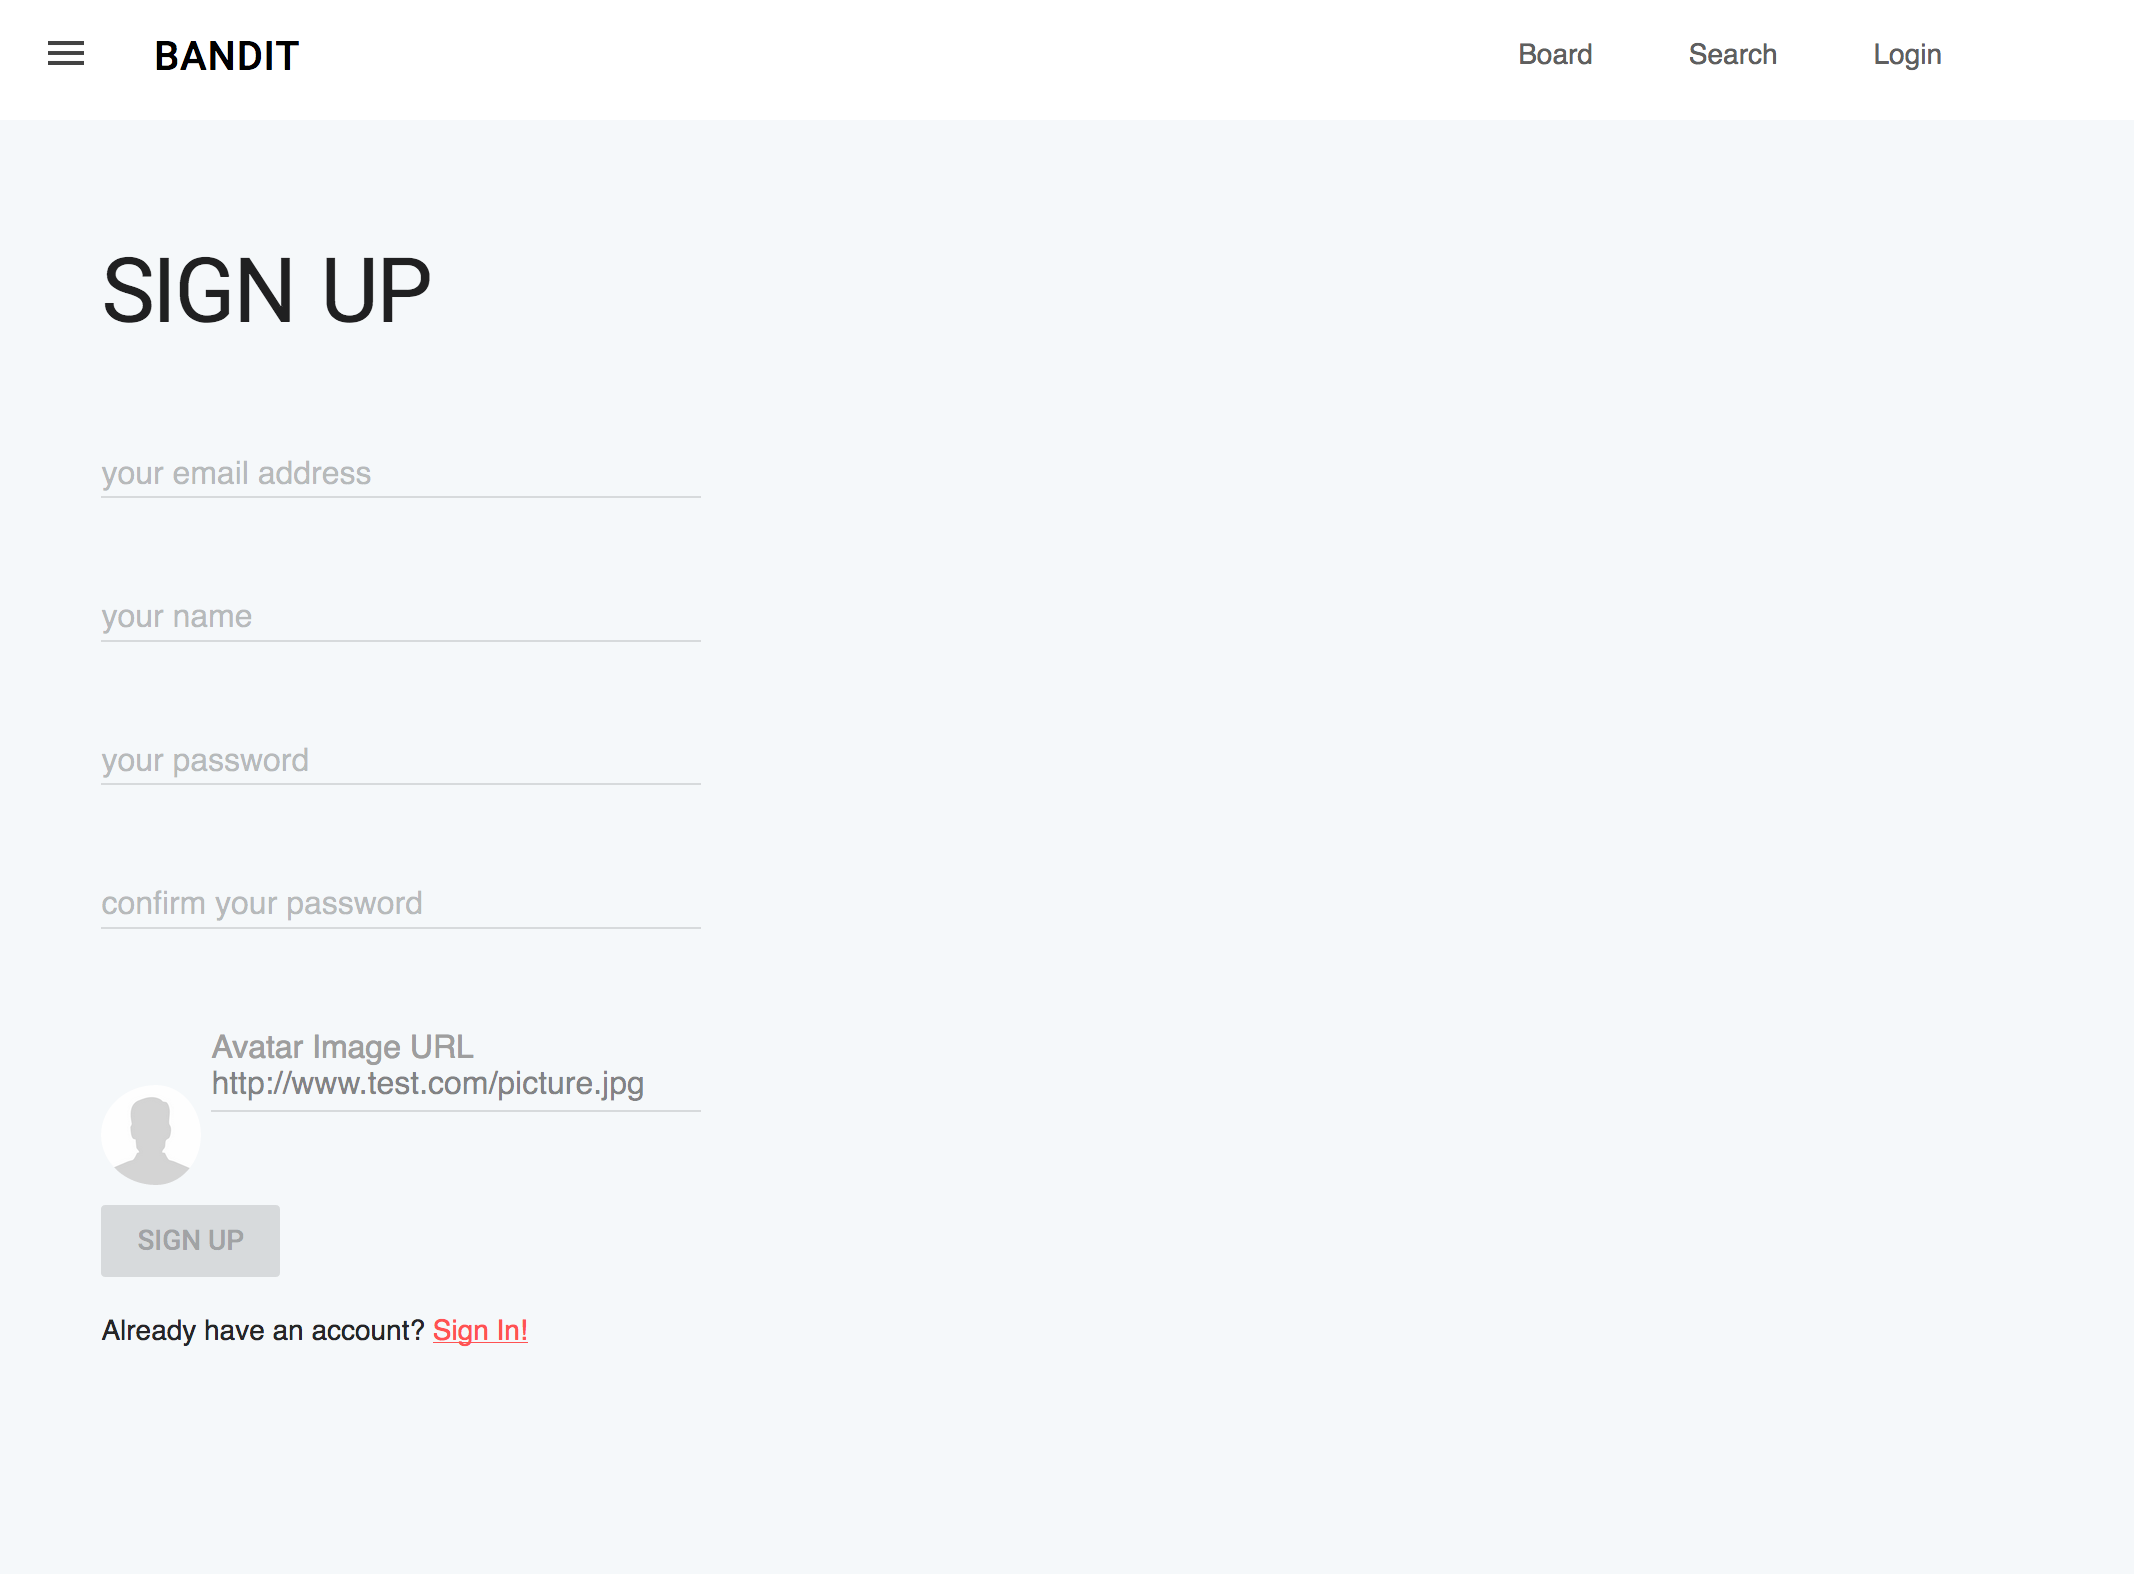 BANDIT
Board
Search
Login
SIGN UP
your email address
your name
your password
confirm your password
Avatar Image URL
http://www.test.com/picture.jpg
SIGN UP
Already have an account? Sign In!